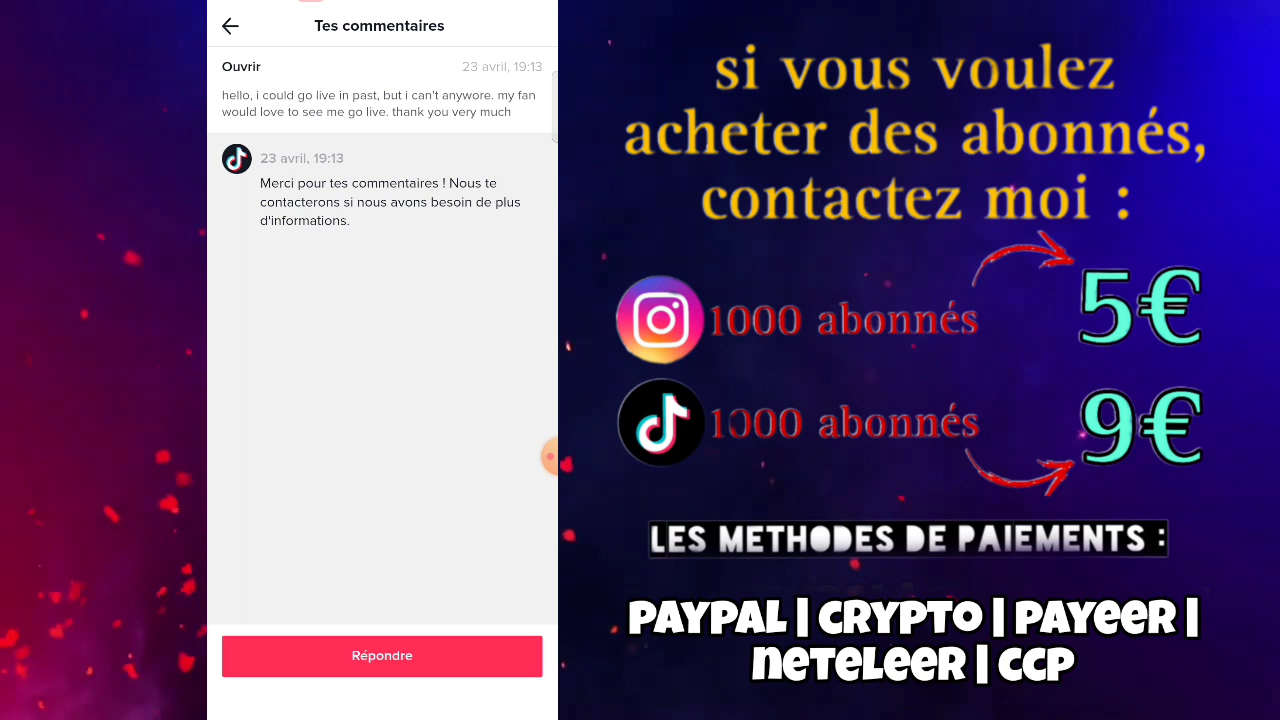 Tes commentaires
Ouvrir 23 avril, 19:13
hello, i could go live in past, but i can't anywore. my fan
would love to see me go live. thank you very much
23 avril, 19:13
Merci pour tes commentaires ! Nous te
contacterons si nous avons besoin de plus
d'informations.
Répondre
si vous voulez
acheter des abonnés,
contactez moi :
1000 abonnés 5€
1000 abonnés 9€
LES METHODES DE PAIEMENTS :
PAYPAL | CRYPTO | PAYEER |
NETELEER | CCP